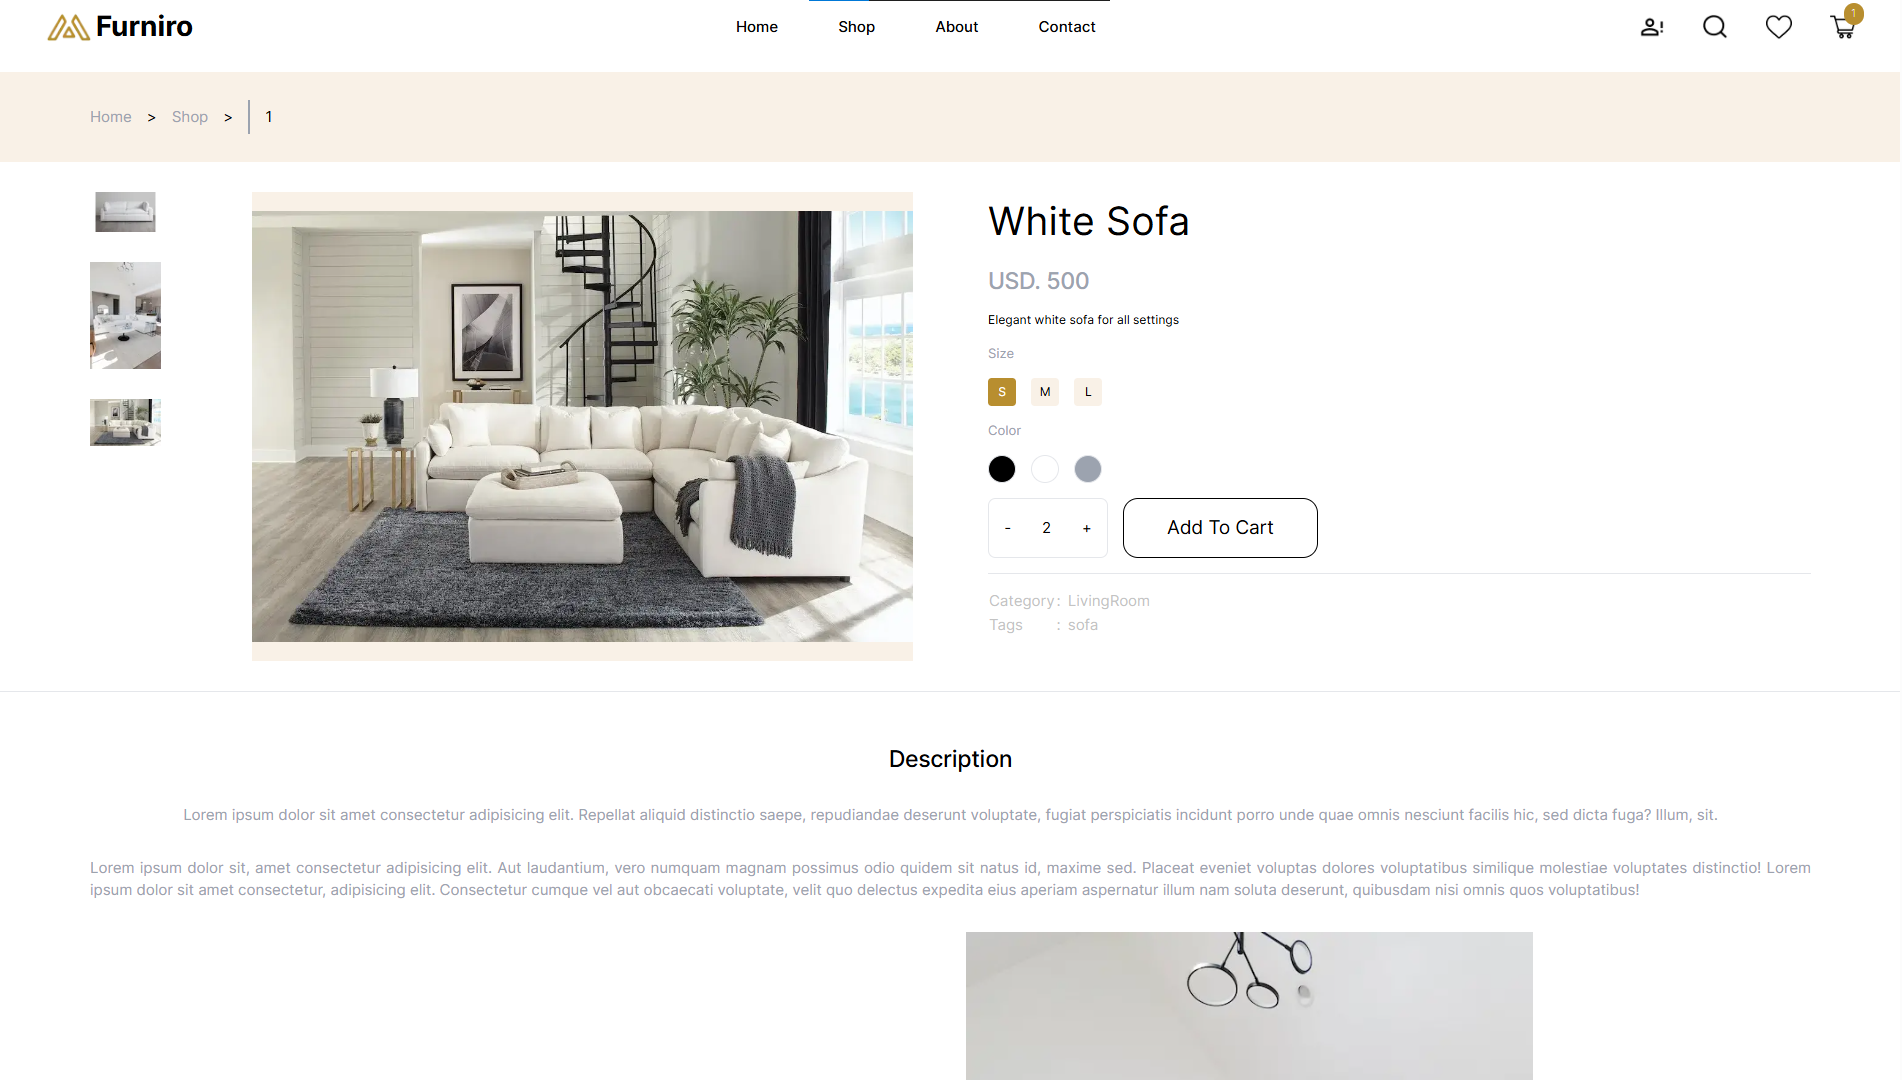 Furniro
Home Shop About Contact
1
Home > Shop > 1
White Sofa
USD. 500
Elegant white sofa for all settings
Size
S M L
Color
- 2 + Add To Cart
Category : LivingRoom
Tags : sofa
Description
Lorem ipsum dolor sit amet consectetur adipisicing elit. Repellat aliquid distinctio saepe, repudiandae deserunt voluptate, fugiat perspiciatis incidunt porro unde quae omnis nesciunt facilis hic, sed dicta fuga? Illum, sit.
Lorem ipsum dolor sit, amet consectetur adipisicing elit. Aut laudantium, vero numquam magnam possimus odio quidem sit natus id, maxime sed. Placeat eveniet voluptas dolores voluptatibus similique molestiae voluptates distinctio! Lorem
ipsum dolor sit amet consectetur, adipisicing elit. Consectetur cumque vel aut obcaecati voluptate, velit quo delectus expedita eius aperiam aspernatur illum nam soluta deserunt, quibusdam nisi omnis quos voluptatibus!